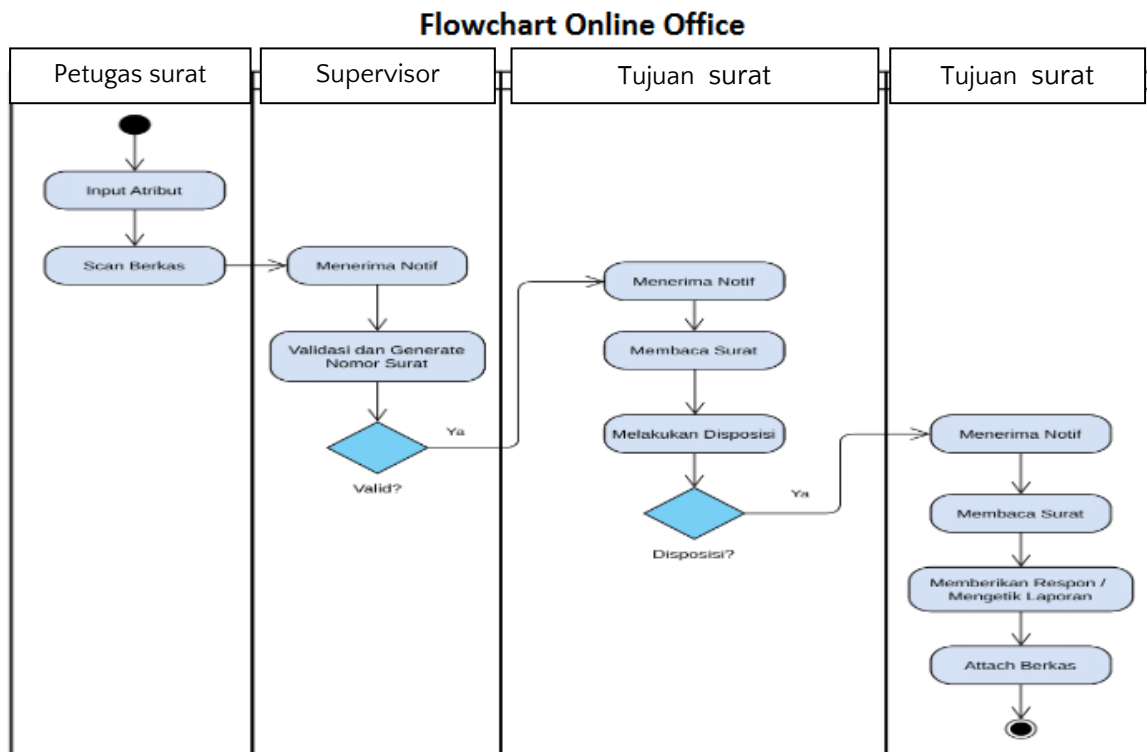 Flowchart Online Office
Petugas surat
Supervisor
Tujuan surat
Tujuan surat
Input Atribut
Scan Berkas
Menerima Notif
Validasi dan Generate
Nomor Surat
Ya
Valid?
Menerima Notif
Membaca Surat
Melakukan Disposisi
Ya
Disposisi?
Menerima Notif
Membaca Surat
Memberikan Respon /
Mengetik Laporan
Attach Berkas